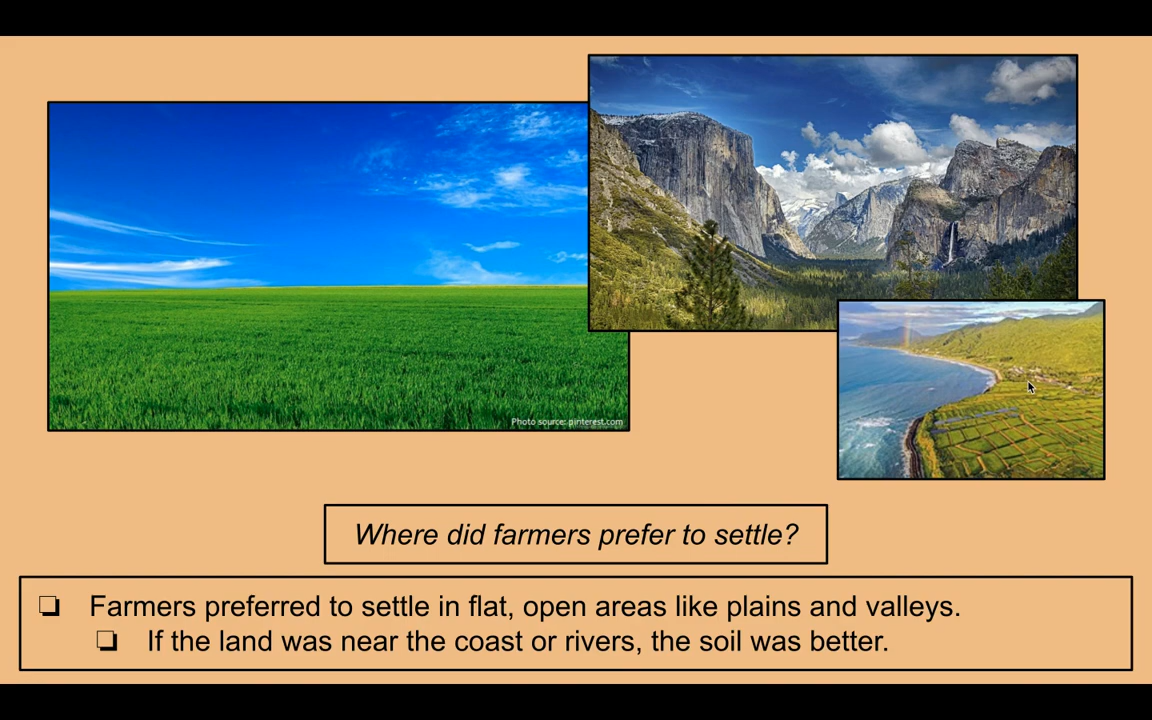 Photo source: pinterest.com
Where did farmers prefer to settle?
❏ Farmers preferred to settle in flat, open areas like plains and valleys.
❏ If the land was near the coast or rivers, the soil was better.